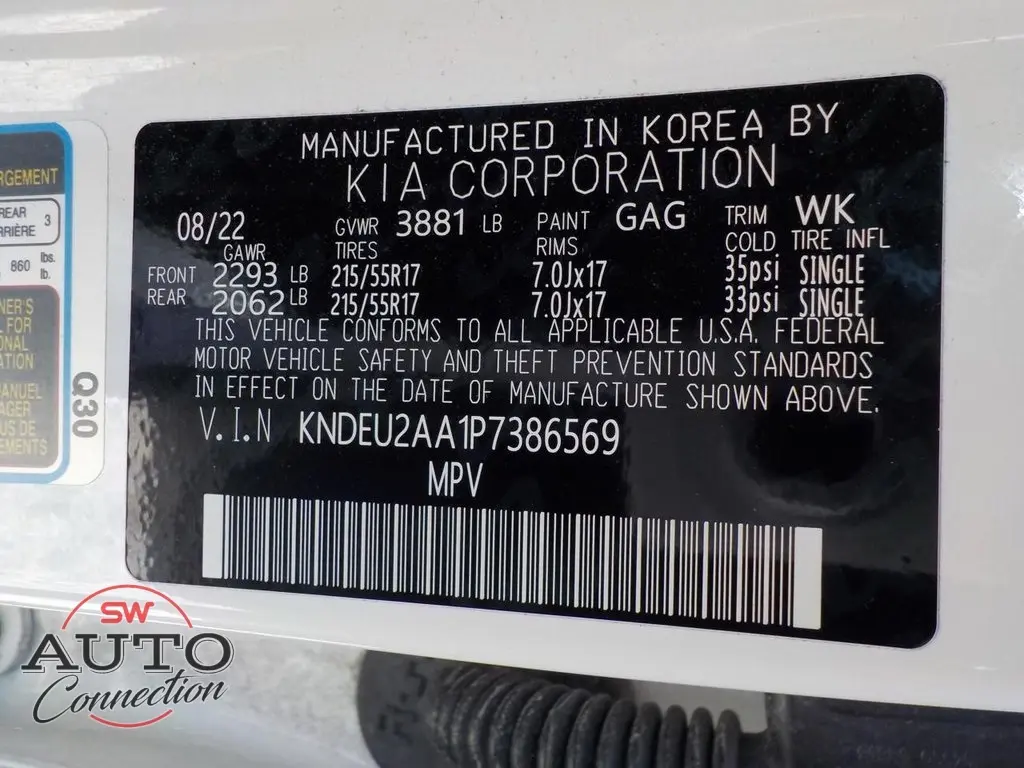 MANUFACTURED IN KOREA BY
KIA CORPORATION
08/22 GVWR 3881 LB PAINT GAG TRIM WK
GAWR TIRES RIMS COLD TIRE INFL
FRONT 2293 LB 215/55R17 7.0Jx17 35psi SINGLE
REAR 2062 LB 215/55R17 7.0Jx17 33psi SINGLE
THIS VEHICLE CONFORMS TO ALL APPLICABLE U.S.A. FEDERAL
MOTOR VEHICLE SAFETY AND THEFT PREVENTION STANDARDS
IN EFFECT ON THE DATE OF MANUFACTURE SHOWN ABOVE.
V.I.N KNDEU2AA1P7386569
MPV
RGEMENT
REAR 3
RRIÈRE
860 lbs.
lb.
NER'S
L FOR
ONAL
ATION
MANUEL
AGER
US DE
EMENTS
Q30
SW
AUTO
Connection